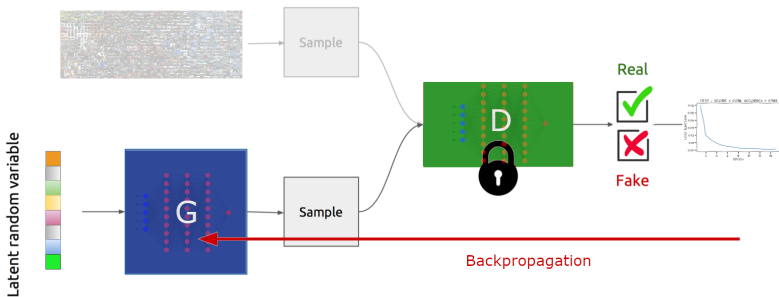 Sample
Real
D
Latent random variable
G
Sample
Fake
Backpropagation